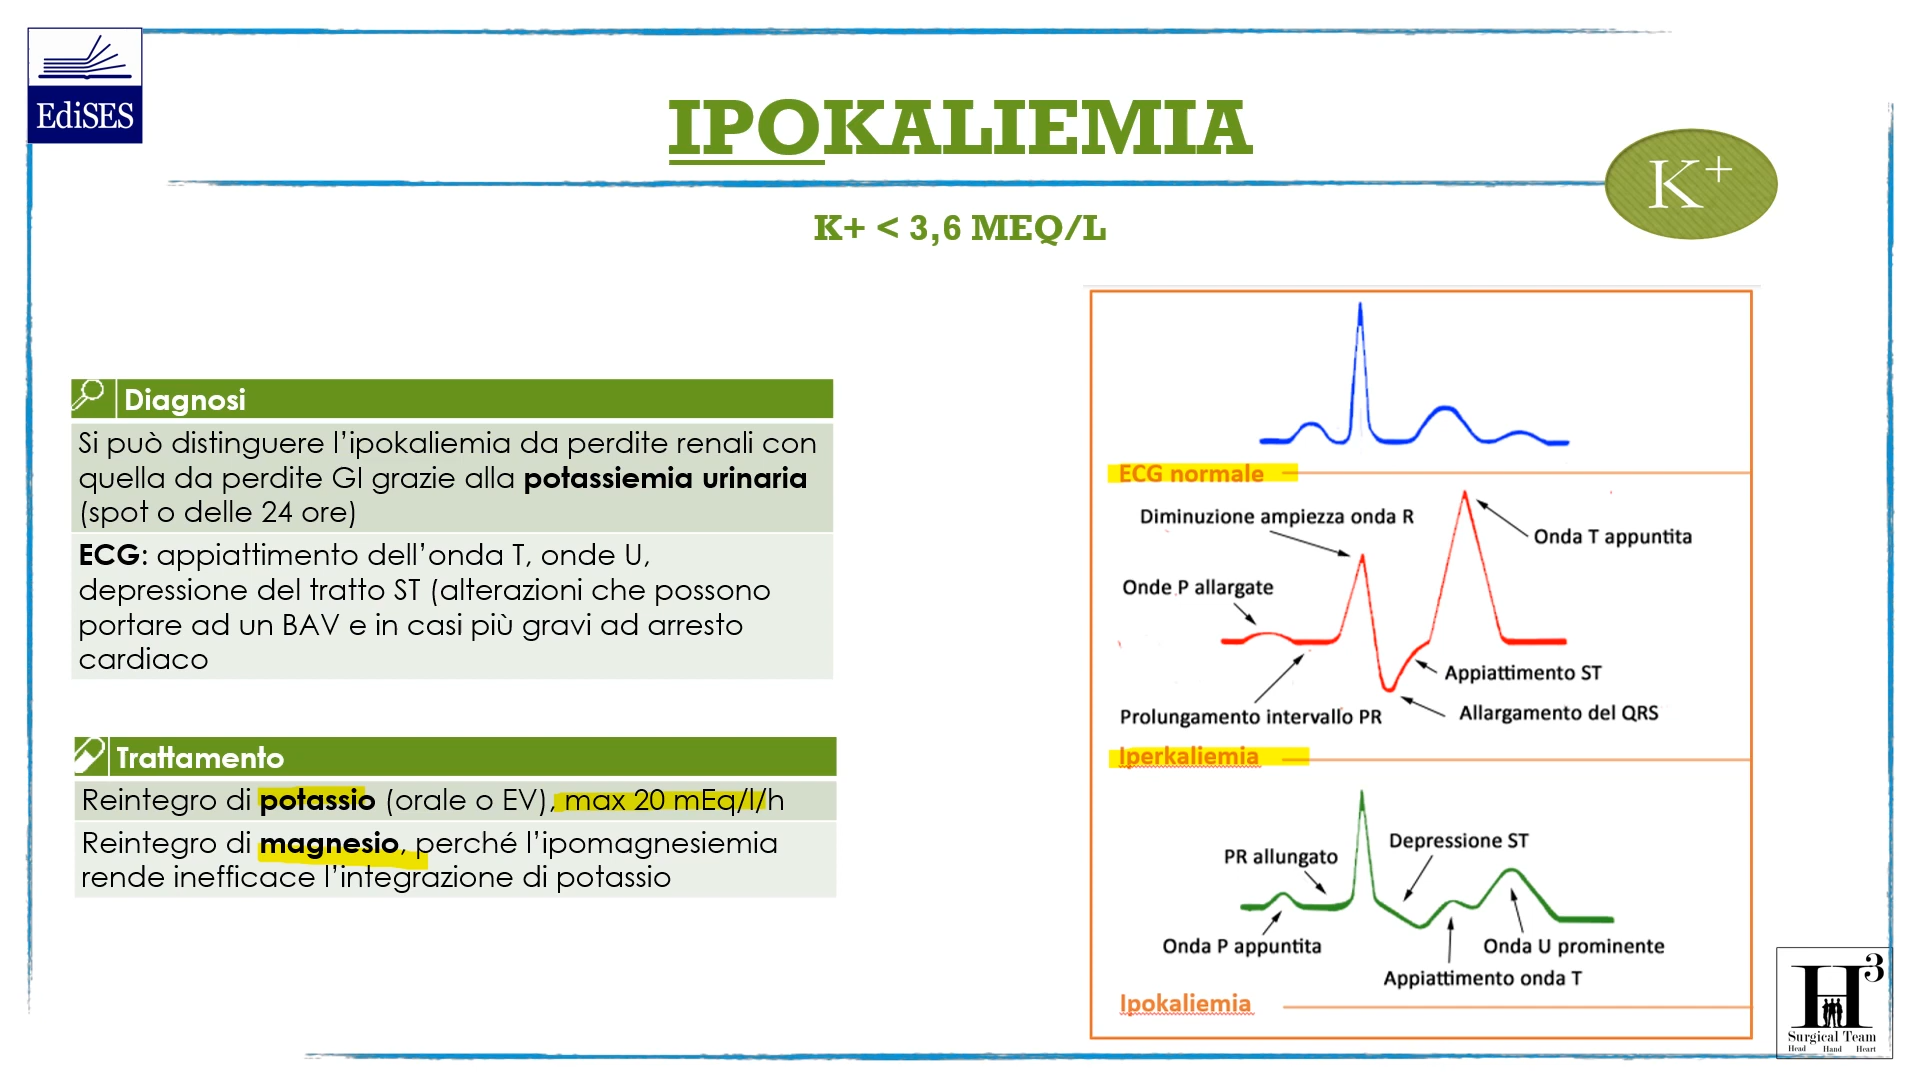 EdiSES
IPOKALIEMIA
K+
K+ < 3,6 MEQ/L
Diagnosi
Si può distinguere l’ipokaliemia da perdite renali con
quella da perdite GI grazie alla potassiemia urinaria
(spot o delle 24 ore)
ECG: appiattimento dell’onda T, onde U,
depressione del tratto ST (alterazioni che possono
portare ad un BAV e in casi più gravi ad arresto
cardiaco
Trattamento
Reintegro di potassio (orale o EV), max 20 mEq/l/h
Reintegro di magnesio, perché l’ipomagnesiemia
rende inefficace l’integrazione di potassio
ECG normale
Diminuzione ampiezza onda R
Onda T appuntita
Onde P allargate
Appiattimento ST
Prolungamento intervallo PR
Allargamento del QRS
Iperkaliemia
Depressione ST
PR allungato
Onda P appuntita
Onda U prominente
Appiattimento onda T
Ipokaliemia
H3
Surgical Team
Head Hand Heart